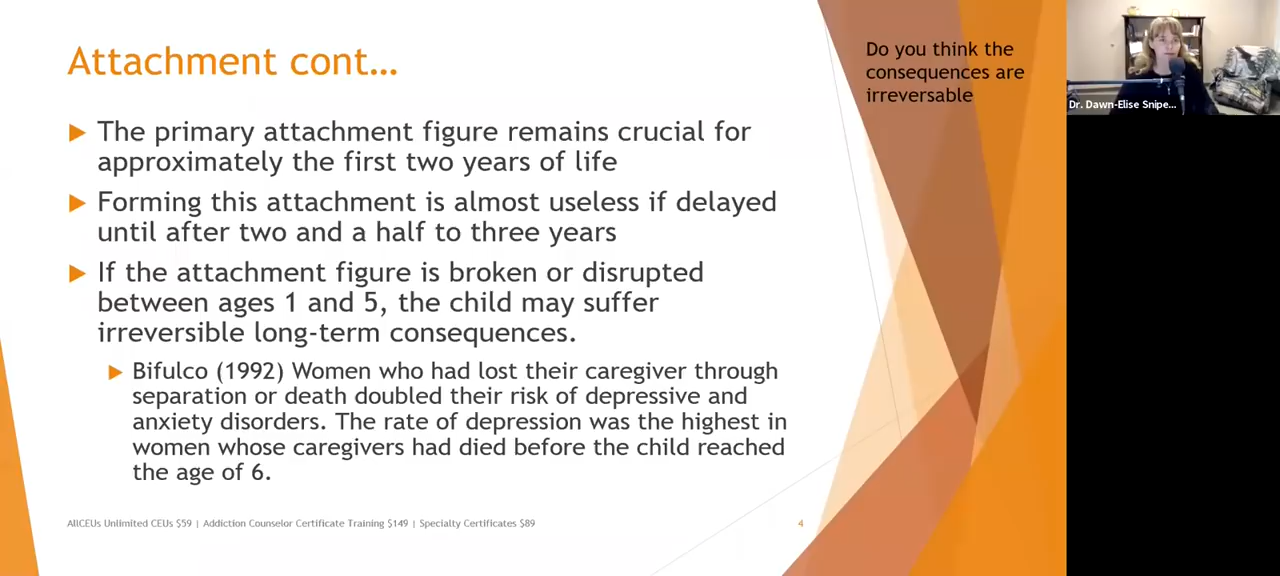 Attachment cont…
Do you think the
consequences are
irreversable
Dr. Dawn-Elise Snipe...
The primary attachment figure remains crucial for
approximately the first two years of life
Forming this attachment is almost useless if delayed
until after two and a half to three years
If the attachment figure is broken or disrupted
between ages 1 and 5, the child may suffer
irreversible long-term consequences.
Bifulco (1992) Women who had lost their caregiver through
separation or death doubled their risk of depressive and
anxiety disorders. The rate of depression was the highest in
women whose caregivers had died before the child reached
the age of 6.
AllCEUs Unlimited CEUs $59 | Addiction Counselor Certificate Training $149 | Specialty Certificates $89
4